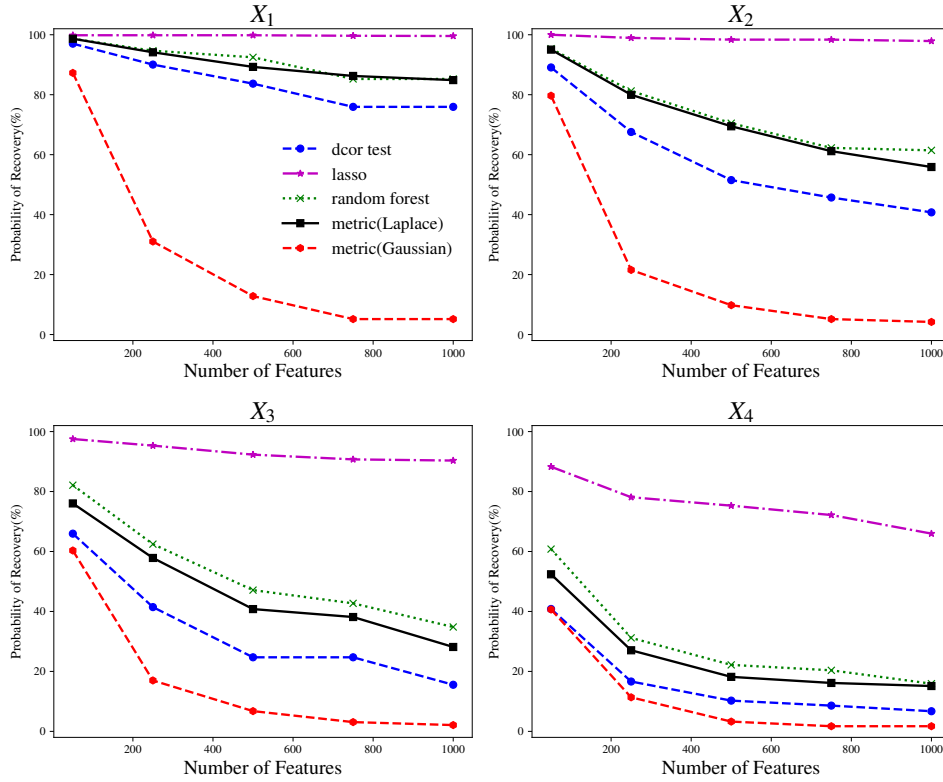 X1
X2
Probability of Recovery(%)
100
80
60
40
20
0
dcor test
lasso
random forest
metric(Laplace)
metric(Gaussian)
200
400
600
800
1000
Number of Features
Probability of Recovery(%)
100
80
60
40
20
0
200
400
600
800
1000
Number of Features
X3
X4
Probability of Recovery(%)
100
80
60
40
20
0
200
400
600
800
1000
Number of Features
Probability of Recovery(%)
100
80
60
40
20
0
200
400
600
800
1000
Number of Features